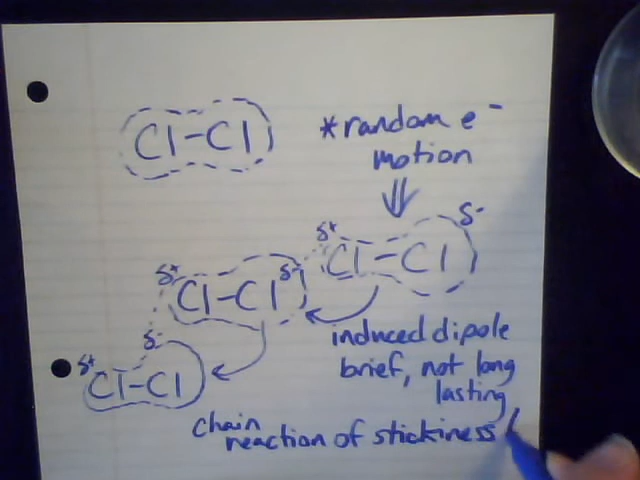 Cl-Cl
*random e⁻
motion
δ⁺ Cl-Cl δ⁻
δ⁺ Cl-Cl δ⁻
δ⁺ Cl-Cl δ⁻
induced dipole
brief, not long
lasting
chain
reaction of stickiness